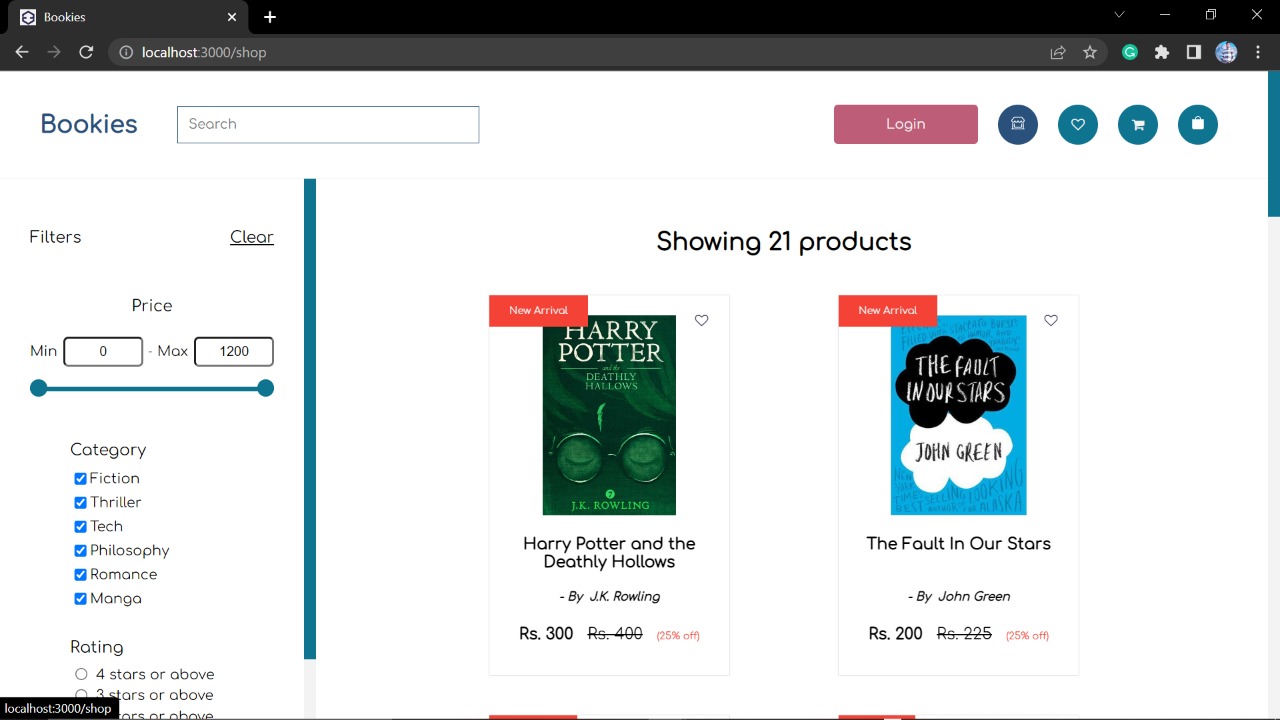 Bookies
localhost:3000/shop
Bookies
Search
Login
Filters
Clear
Price
Min 0 - Max 1200
Category
Fiction
Thriller
Tech
Philosophy
Romance
Manga
Rating
4 stars or above
3 stars or above
stars or above
localhost:3000/shop
Showing 21 products
New Arrival
HARRY
POTTER
and the
DEATHLY
HALLOWS
J.K. ROWLING
Harry Potter and the
Deathly Hollows
- By J.K. Rowling
Rs. 300 Rs. 400 (25% off)
New Arrival
THE FAULT
IN OUR STARS
JOHN GREEN
The Fault In Our Stars
- By John Green
Rs. 200 Rs. 225 (25% off)